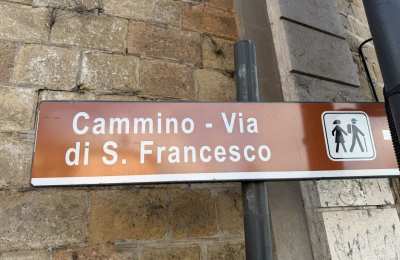 Cammino - Via
di S. Francesco